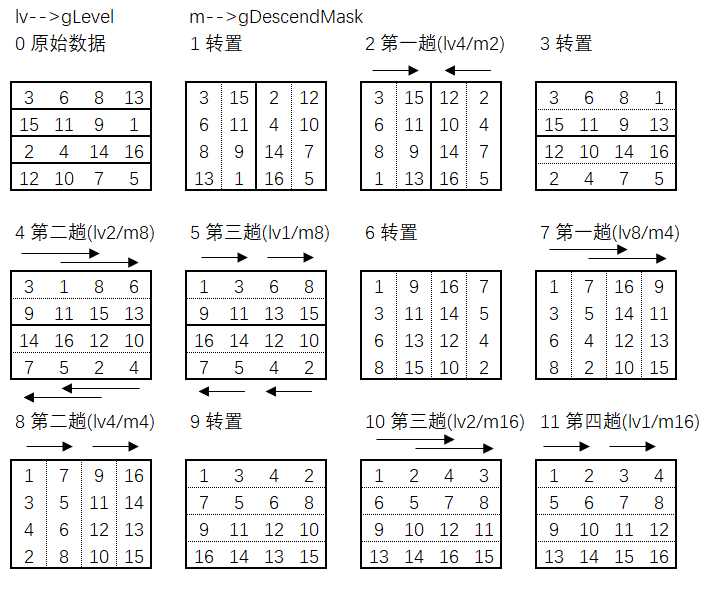 lv-->gLevel m-->gDescendMask
0 原始数据 1 转置 2 第一趟(lv4/m2) 3 转置
3 6 8 13 3 15 2 12 3 15 12 2 3 6 8 1
15 11 9 1 6 11 4 10 6 11 10 4 15 11 9 13
2 4 14 16 8 9 14 7 8 9 14 7 12 10 14 16
12 10 7 5 13 1 16 5 1 13 16 5 2 4 7 5
4 第二趟(lv2/m8) 5 第三趟(lv1/m8) 6 转置 7 第一趟(lv8/m4)
3 1 8 6 1 3 6 8 1 9 16 7 1 7 16 9
9 11 15 13 9 11 13 15 3 11 14 5 3 5 14 11
14 16 12 10 16 14 12 10 6 13 12 4 6 4 12 13
7 5 2 4 7 5 4 2 8 15 10 2 8 2 10 15
8 第二趟(lv4/m4) 9 转置 10 第三趟(lv2/m16) 11 第四趟(lv1/m16)
1 7 9 16 1 3 4 2 1 2 4 3 1 2 3 4
3 5 11 14 7 5 6 8 6 5 7 8 5 6 7 8
4 6 12 13 9 11 12 10 9 10 12 11 9 10 11 12
2 8 10 15 16 14 13 15 13 14 16 15 13 14 15 16